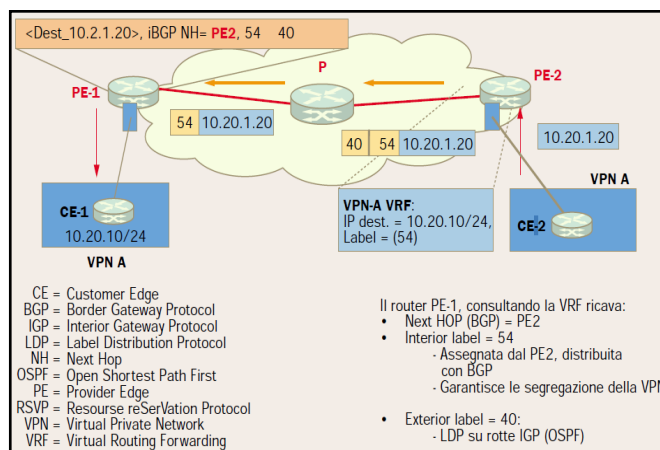 <Dest_10.2.1.20>, iBGP NH= PE2, 54 40
P
PE-1
PE-2
54 10.20.1.20
40 54 10.20.1.20
10.20.1.20
VPN A
VPN-A VRF:
IP dest. = 10.20.10/24,
Label = (54)
CE-1
10.20.10/24
VPN A
CE-2
CE = Customer Edge
BGP = Border Gateway Protocol
IGP = Interior Gateway Protocol
LDP = Label Distribution Protocol
NH = Next Hop
OSPF = Open Shortest Path First
PE = Provider Edge
RSVP = Resourse reSerVation Protocol
VPN = Virtual Private Network
VRF = Virtual Routing Forwarding
Il router PE-1, consultando la VRF ricava:
• Next HOP (BGP) = PE2
• Interior label = 54
- Assegnata dal PE2, distribuita
con BGP
- Garantisce le segregazione della VPN
• Exterior label = 40:
- LDP su rotte IGP (OSPF)